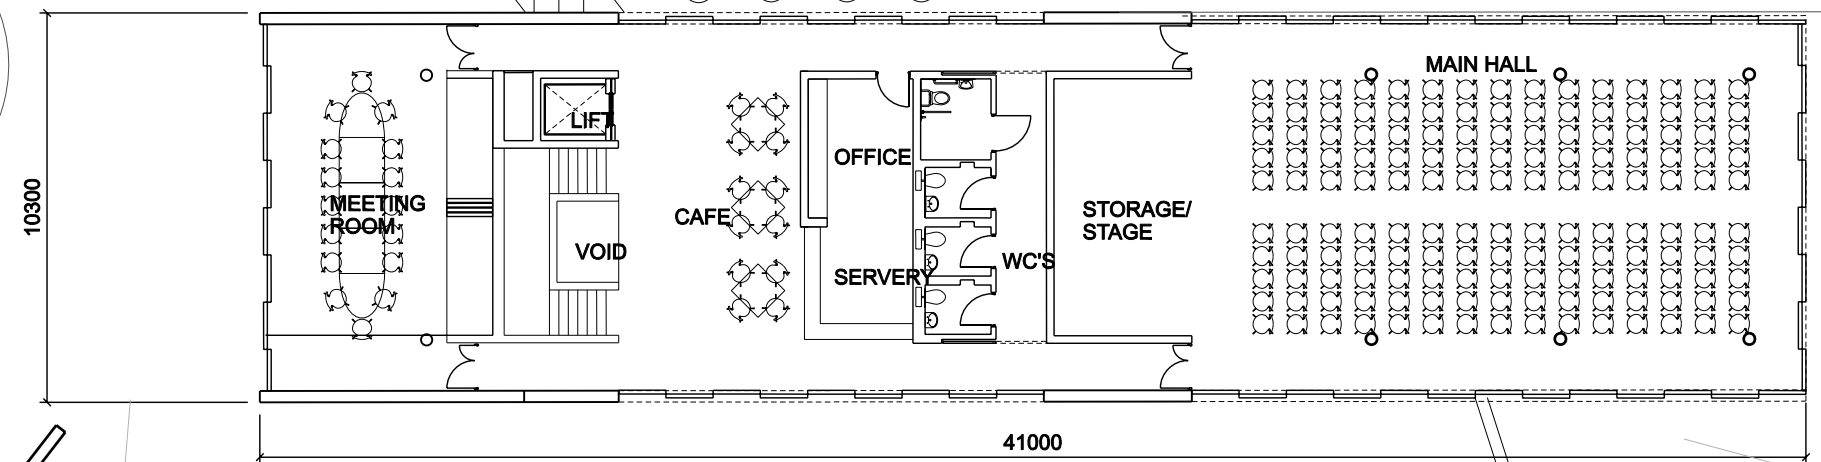 MAIN HALL
LIFT
OFFICE
10300
MEETING
ROOM
CAFE
STORAGE/
STAGE
VOID
WC'S
SERVERY
41000